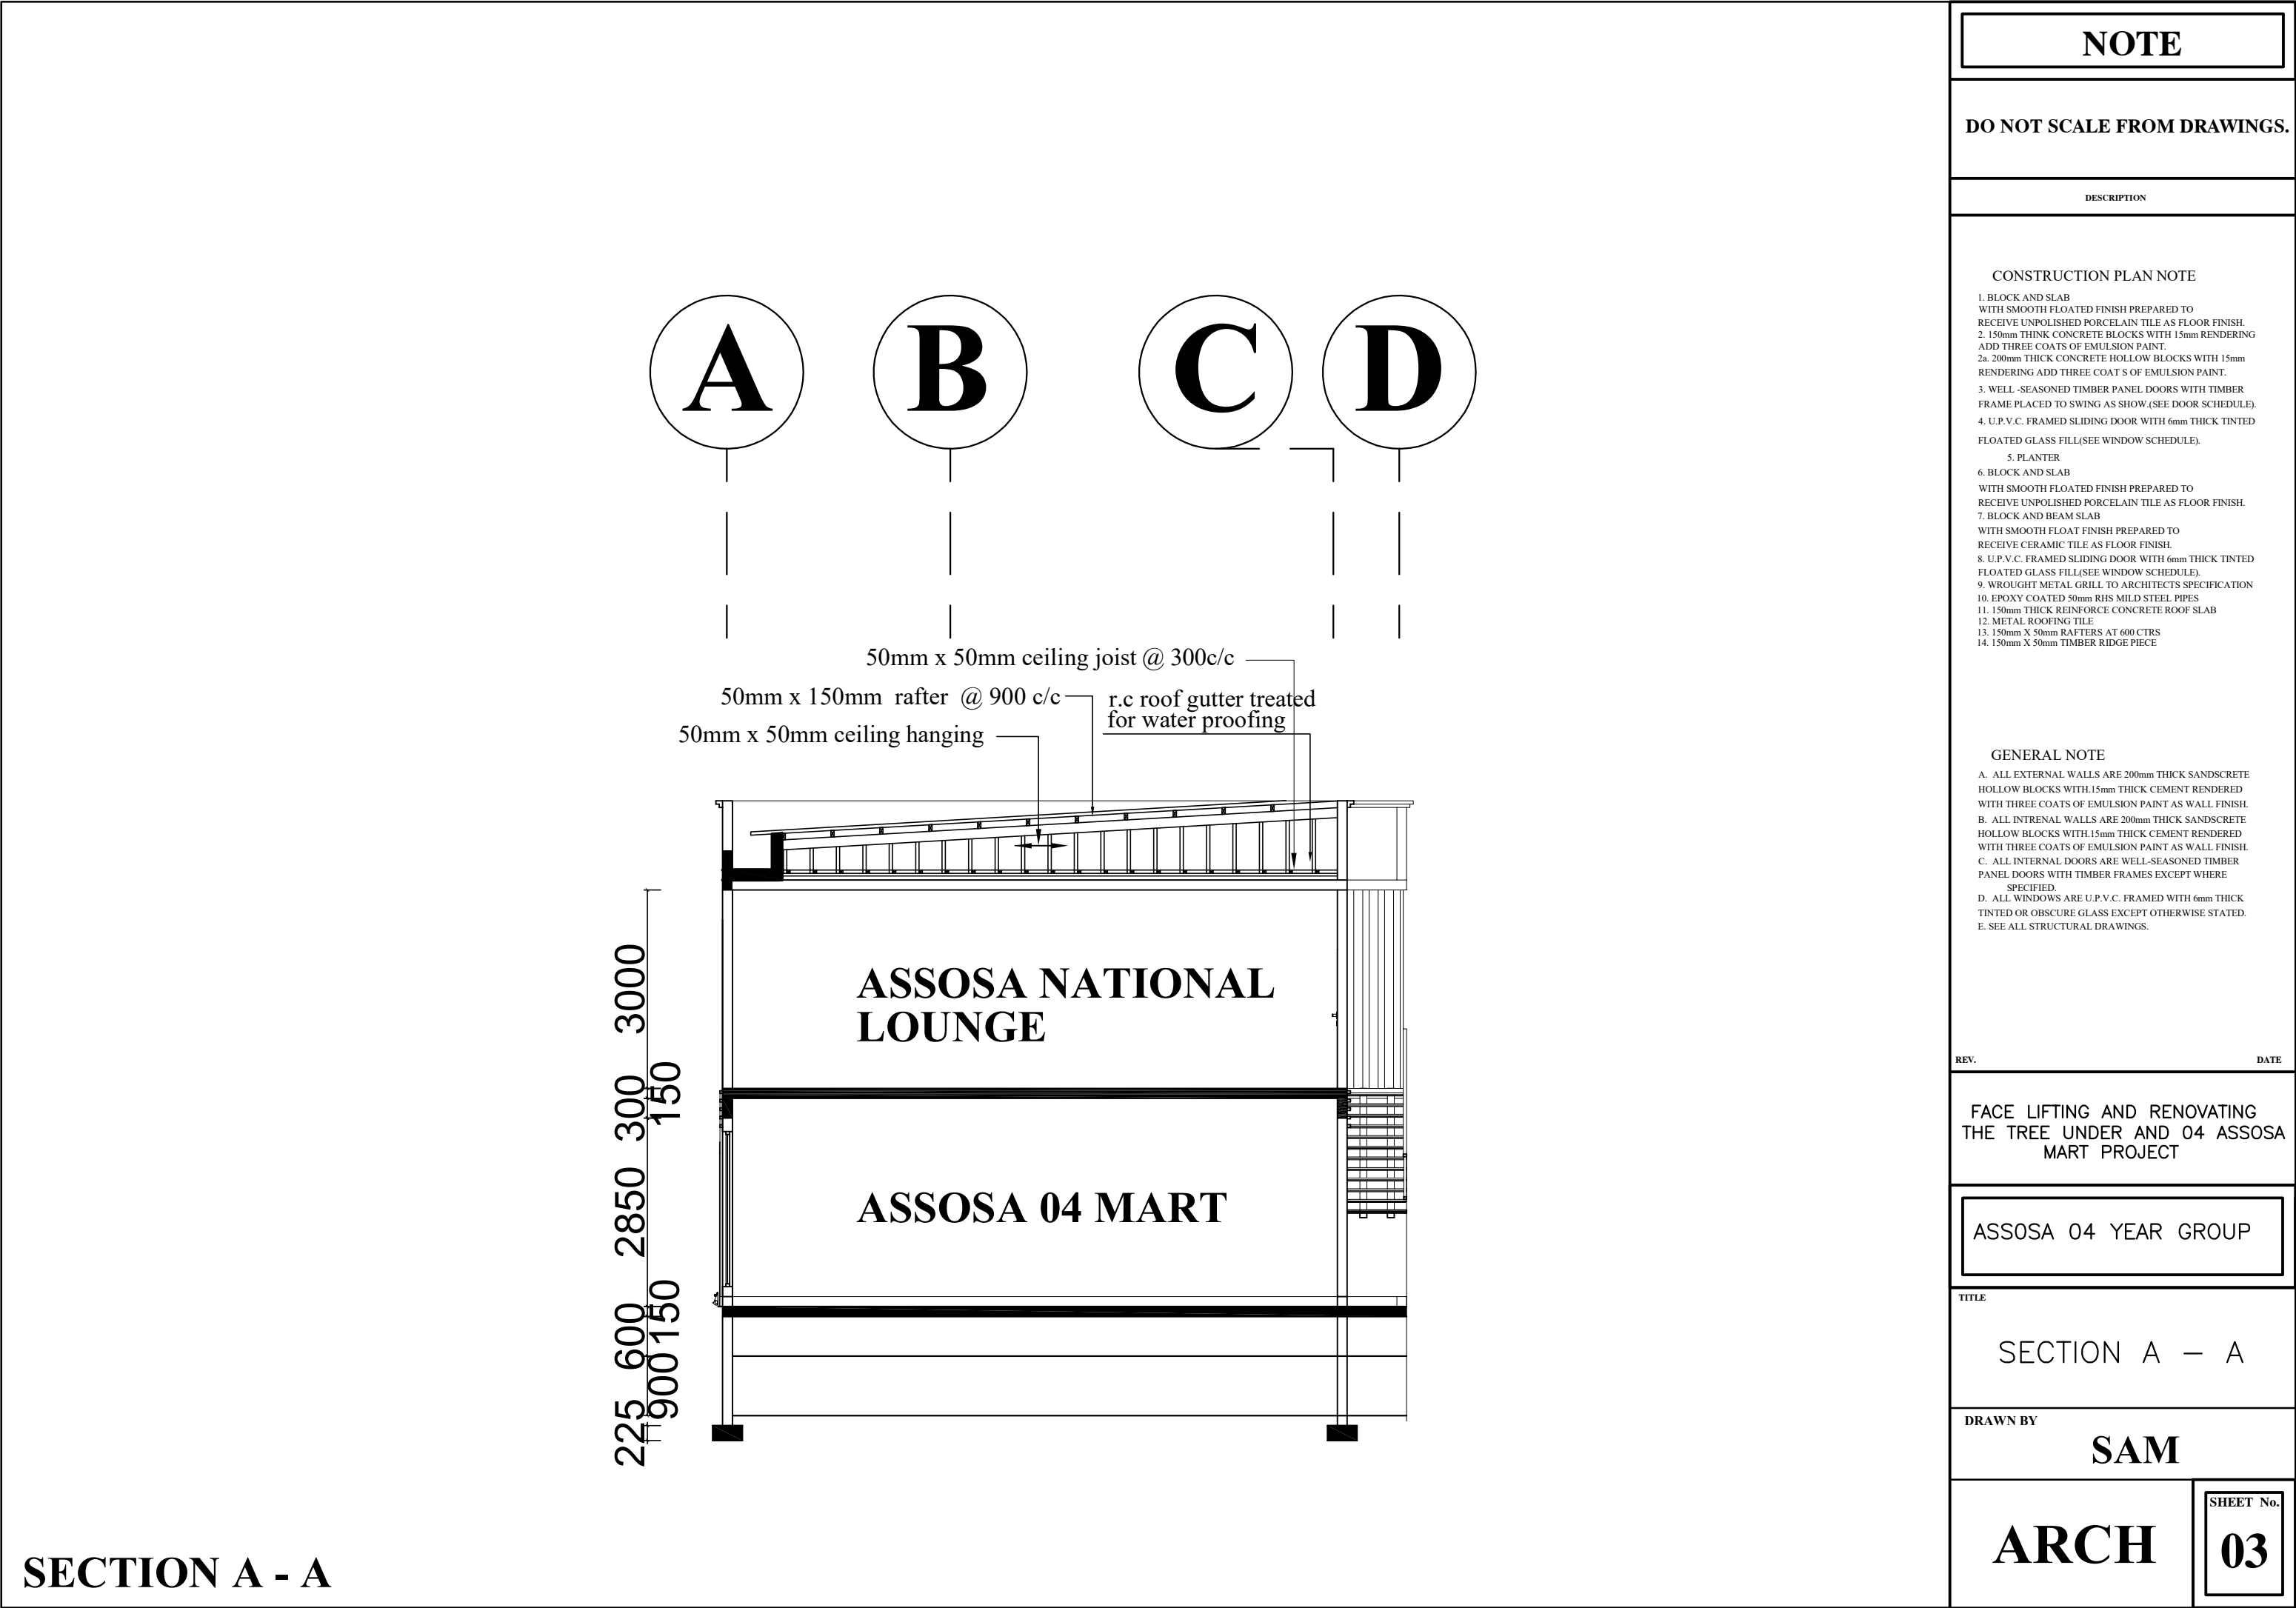 A
B
C
D
50mm x 50mm ceiling joist @ 300c/c
50mm x 150mm rafter @ 900 c/c
r.c roof gutter treated
for water proofing
50mm x 50mm ceiling hanging
ASSOSA NATIONAL
LOUNGE
ASSOSA 04 MART
3000
150
300
2850
150
600
900
225
SECTION A - A
NOTE
DO NOT SCALE FROM DRAWINGS.
DESCRIPTION
CONSTRUCTION PLAN NOTE
1. BLOCK AND SLAB
WITH SMOOTH FLOATED FINISH PREPARED TO
RECEIVE UNPOLISHED PORCELAIN TILE AS FLOOR FINISH.
2. 150mm THINK CONCRETE BLOCKS WITH 15mm RENDERING
ADD THREE COATS OF EMULSION PAINT.
2a. 200mm THICK CONCRETE HOLLOW BLOCKS WITH 15mm
RENDERING ADD THREE COAT S OF EMULSION PAINT.
3. WELL -SEASONED TIMBER PANEL DOORS WITH TIMBER
FRAME PLACED TO SWING AS SHOW.(SEE DOOR SCHEDULE).
4. U.P.V.C. FRAMED SLIDING DOOR WITH 6mm THICK TINTED
FLOATED GLASS FILL(SEE WINDOW SCHEDULE).
5. PLANTER
6. BLOCK AND SLAB
WITH SMOOTH FLOATED FINISH PREPARED TO
RECEIVE UNPOLISHED PORCELAIN TILE AS FLOOR FINISH.
7. BLOCK AND BEAM SLAB
WITH SMOOTH FLOAT FINISH PREPARED TO
RECEIVE CERAMIC TILE AS FLOOR FINISH.
8. U.P.V.C. FRAMED SLIDING DOOR WITH 6mm THICK TINTED
FLOATED GLASS FILL(SEE WINDOW SCHEDULE).
9. WROUGHT METAL GRILL TO ARCHITECTS SPECIFICATION
10. EPOXY COATED 50mm RHS MILD STEEL PIPES
11. 150mm THICK REINFORCE CONCRETE ROOF SLAB
12. METAL ROOFING TILE
13. 150mm X 50mm RAFTERS AT 600 CTRS
14. 150mm X 50mm TIMBER RIDGE PIECE
GENERAL NOTE
A. ALL EXTERNAL WALLS ARE 200mm THICK SANDSCRETE
HOLLOW BLOCKS WITH.15mm THICK CEMENT RENDERED
WITH THREE COATS OF EMULSION PAINT AS WALL FINISH.
B. ALL INTRENAL WALLS ARE 200mm THICK SANDSCRETE
HOLLOW BLOCKS WITH.15mm THICK CEMENT RENDERED
WITH THREE COATS OF EMULSION PAINT AS WALL FINISH.
C. ALL INTERNAL DOORS ARE WELL-SEASONED TIMBER
PANEL DOORS WITH TIMBER FRAMES EXCEPT WHERE
SPECIFIED.
D. ALL WINDOWS ARE U.P.V.C. FRAMED WITH 6mm THICK
TINTED OR OBSCURE GLASS EXCEPT OTHERWISE STATED.
E. SEE ALL STRUCTURAL DRAWINGS.
REV. DATE
FACE LIFTING AND RENOVATING
THE TREE UNDER AND 04 ASSOSA
MART PROJECT
ASSOSA 04 YEAR GROUP
TITLE
SECTION A - A
DRAWN BY
SAM
ARCH
SHEET No.
03